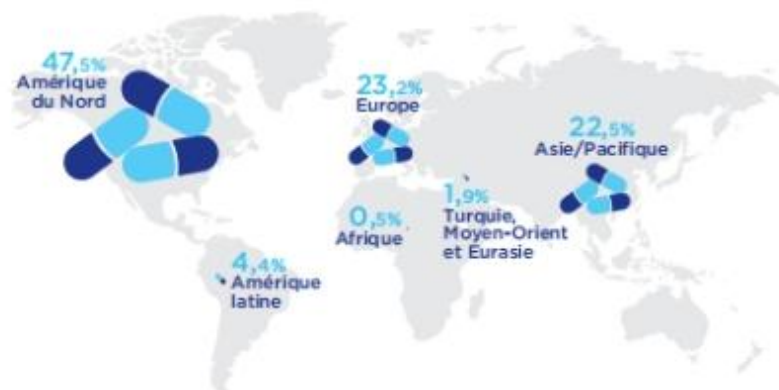 47,5%
Amérique
du Nord
23,2%
Europe
22,5%
Asie/Pacifique
0,5%
Afrique
1,9%
Turquie,
Moyen-Orient
et Eurasie
4,4%
Amérique
latine